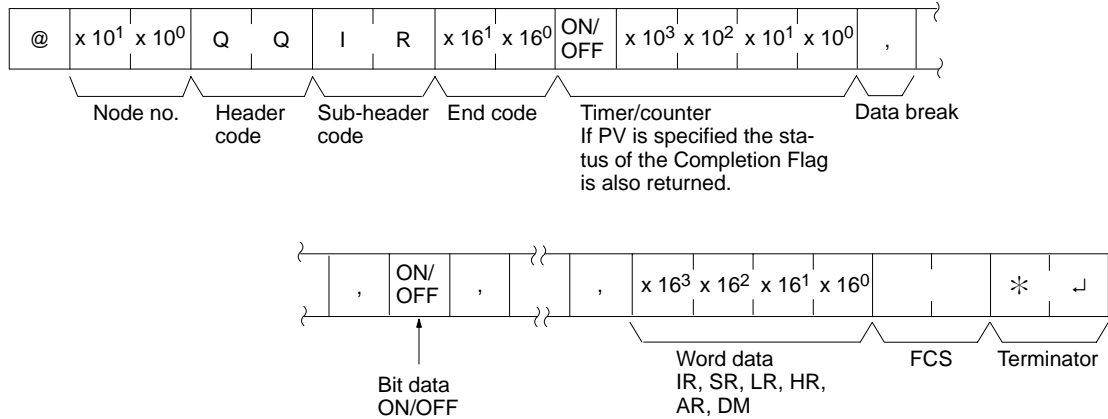 @ x 10¹ x 10⁰ Q Q I R x 16¹ x 16⁰ ON/OFF x 10³ x 10² x 10¹ x 10⁰ ,
Node no. Header code Sub-header code End code Timer/counter Data break
If PV is specified the sta-
tus of the Completion Flag
is also returned.
, ON/OFF , , x 16³ x 16² x 16¹ x 16⁰ * ↵
Bit data
ON/OFF
Word data
IR, SR, LR, HR,
AR, DM
FCS
Terminator